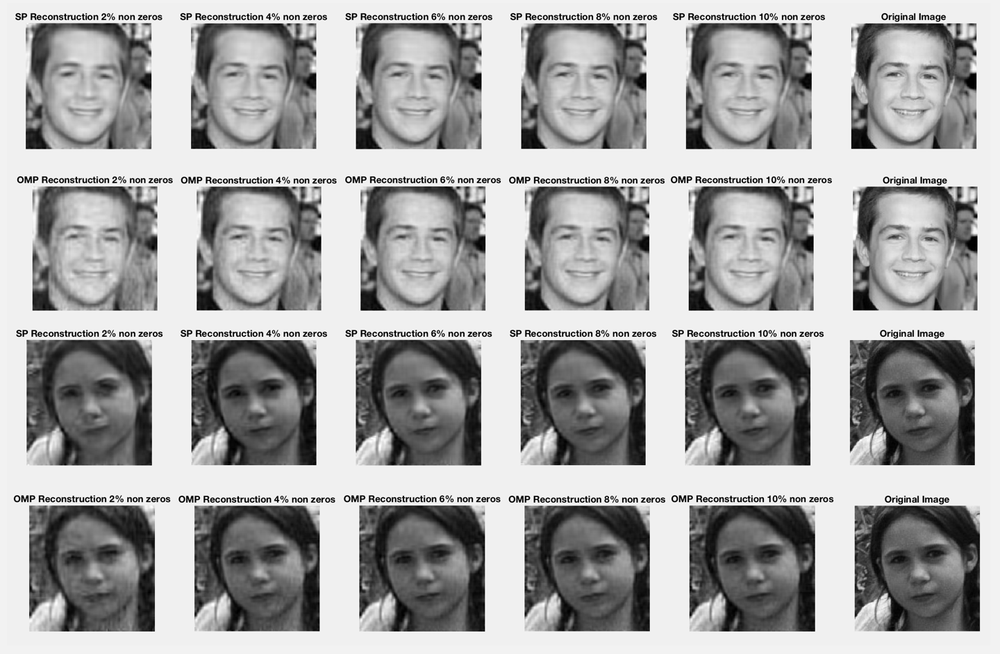 SP Reconstruction 2% non zeros
SP Reconstruction 4% non zeros
SP Reconstruction 6% non zeros
SP Reconstruction 8% non zeros
SP Reconstruction 10% non zeros
Original Image
OMP Reconstruction 2% non zeros
OMP Reconstruction 4% non zeros
OMP Reconstruction 6% non zeros
OMP Reconstruction 8% non zeros
OMP Reconstruction 10% non zeros
Original Image
SP Reconstruction 2% non zeros
SP Reconstruction 4% non zeros
SP Reconstruction 6% non zeros
SP Reconstruction 8% non zeros
SP Reconstruction 10% non zeros
Original Image
OMP Reconstruction 2% non zeros
OMP Reconstruction 4% non zeros
OMP Reconstruction 6% non zeros
OMP Reconstruction 8% non zeros
OMP Reconstruction 10% non zeros
Original Image